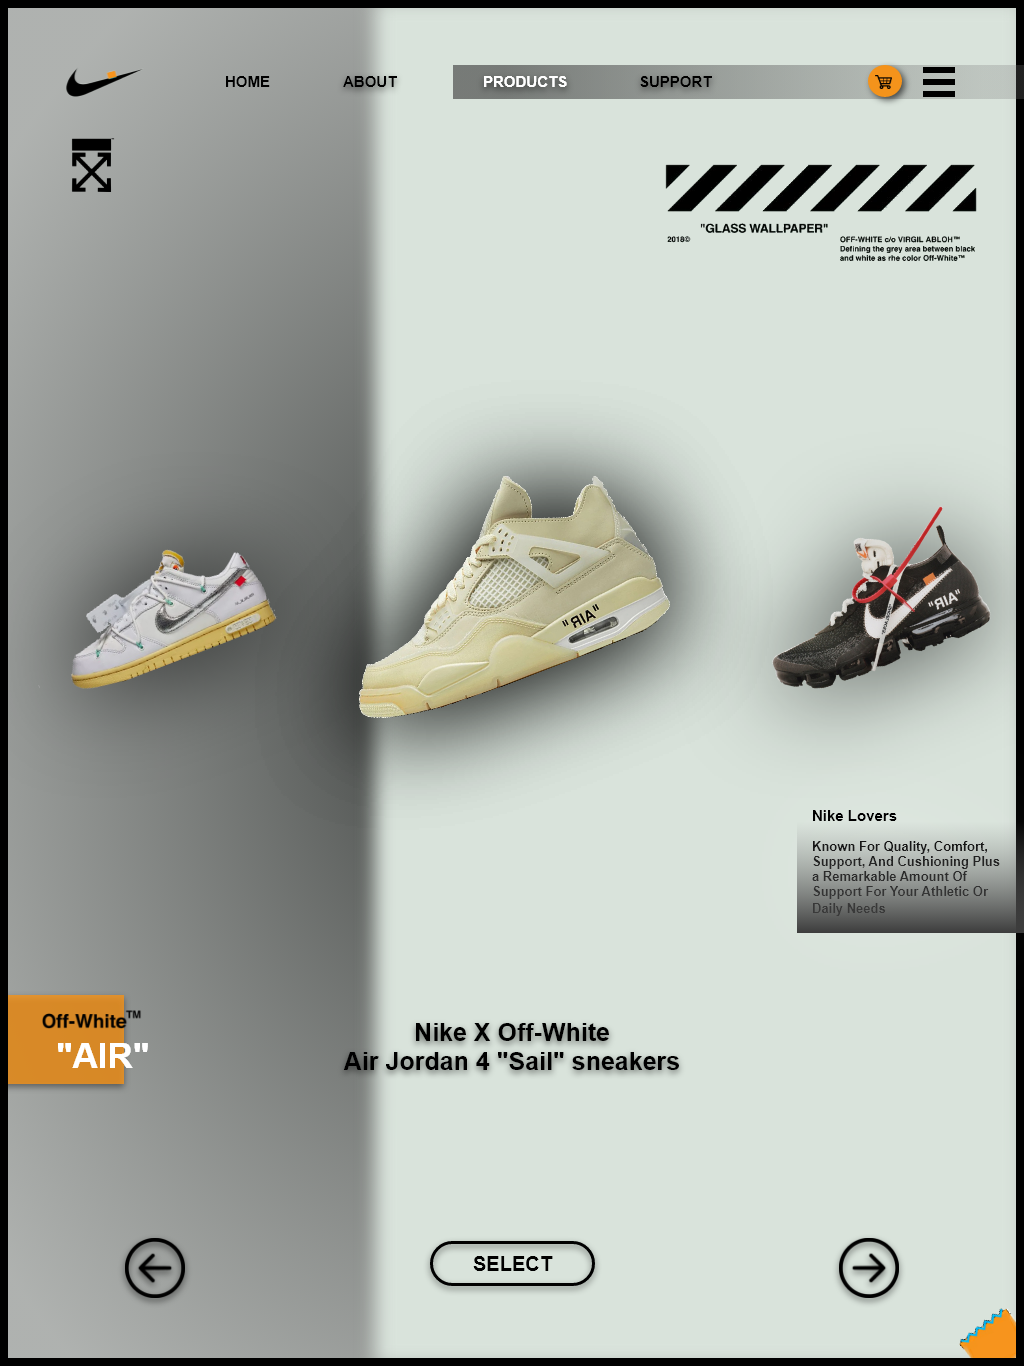 HOME ABOUT PRODUCTS SUPPORT
"GLASS WALLPAPER"
2018©
OFF-WHITE c/o VIRGIL ABLOH™
Defining the grey area between black
and white as rhe color Off-White™
"ЯIA"
"ЯIA"
Nike Lovers
Known For Quality, Comfort,
Support, And Cushioning Plus
a Remarkable Amount Of
Support For Your Athletic Or
Daily Needs
Off-White™
"AIR"
Nike X Off-White
Air Jordan 4 "Sail" sneakers
SELECT